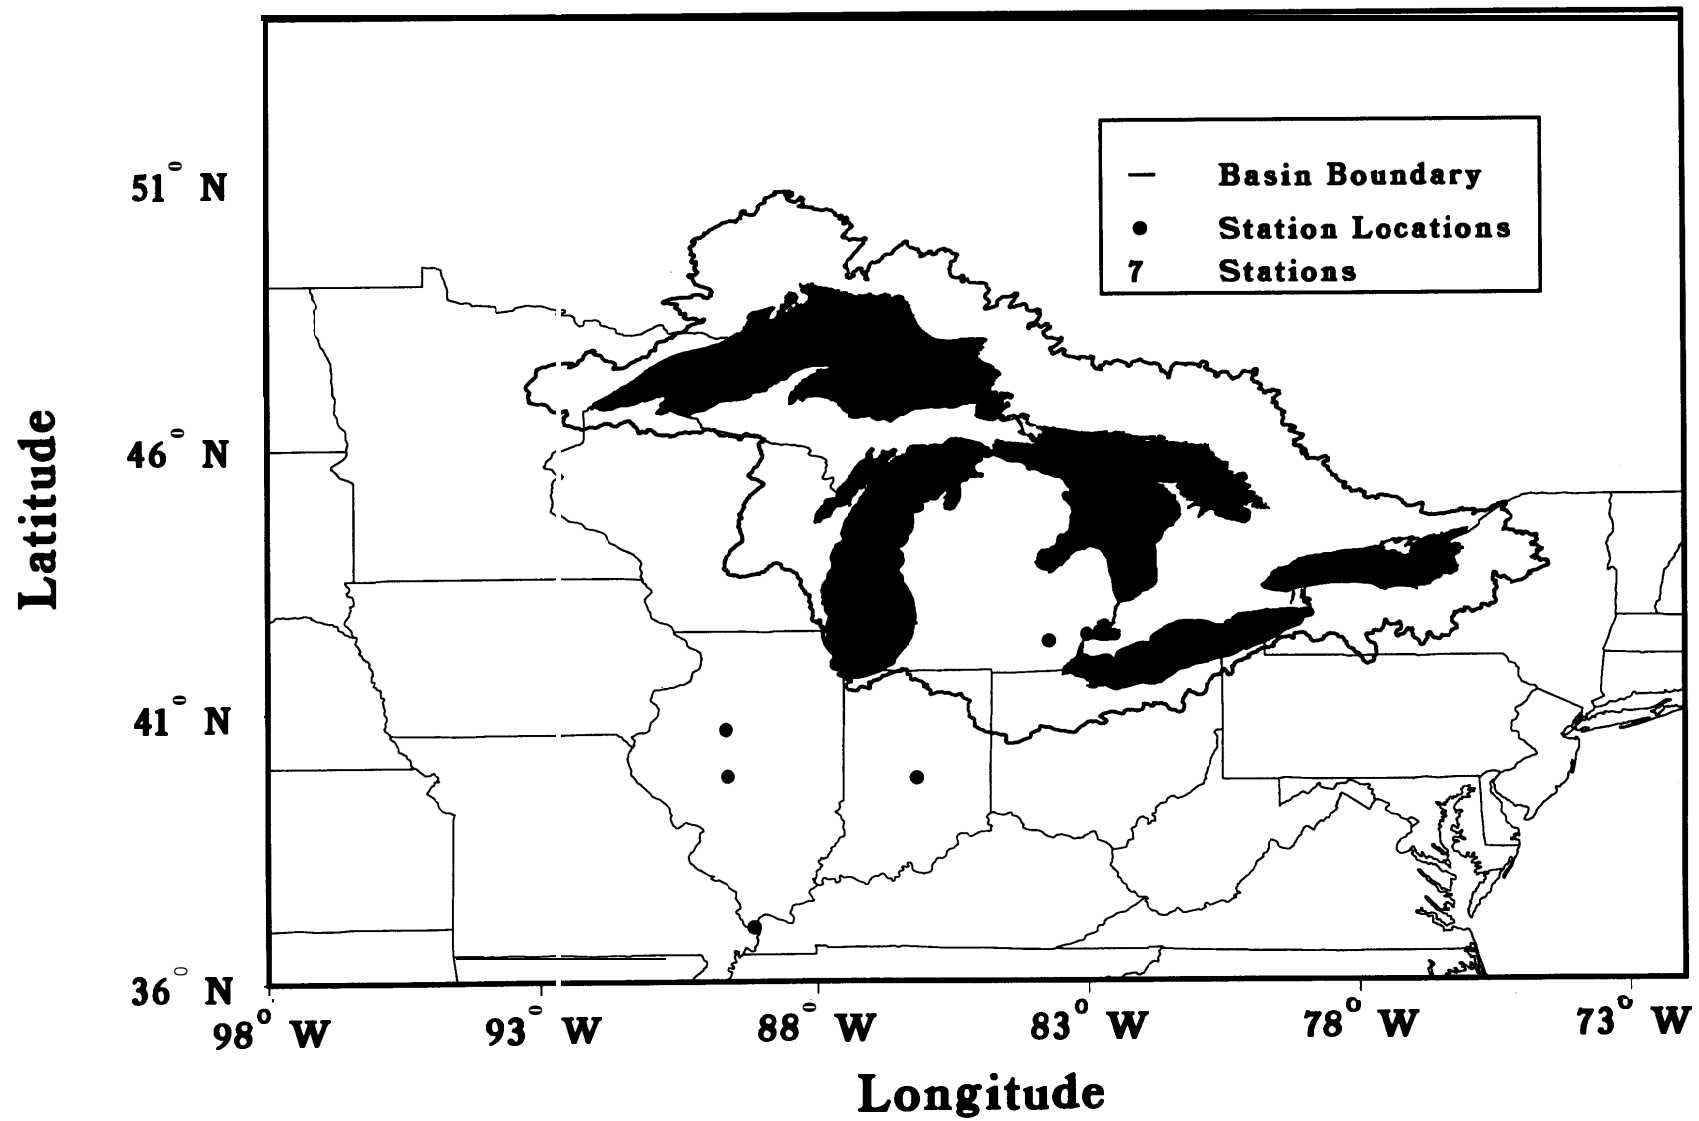 Basin Boundary
Station Locations
7 Stations
51° N
46° N
41° N
36° N
98° W 93° W 88° W 83° W 78° W 73° W
Latitude
Longitude